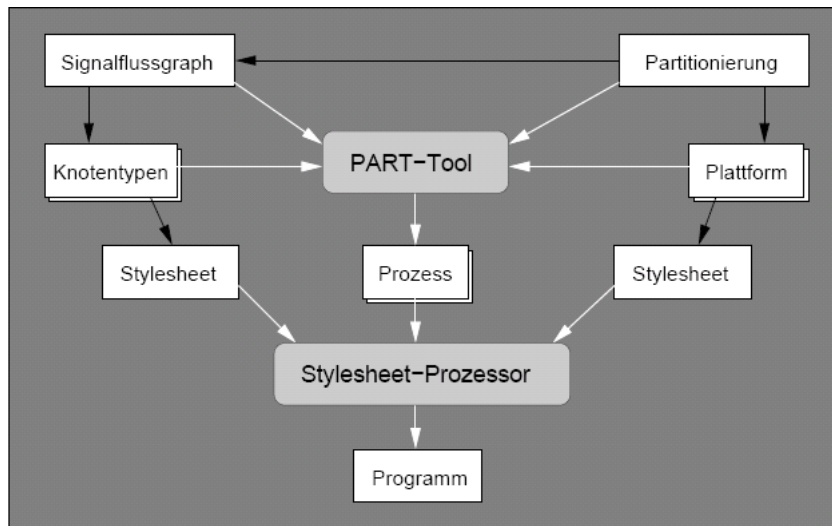 Signalflussgraph
Partitionierung
PART−Tool
Knotentypen
Plattform
Stylesheet
Prozess
Stylesheet
Stylesheet−Prozessor
Programm